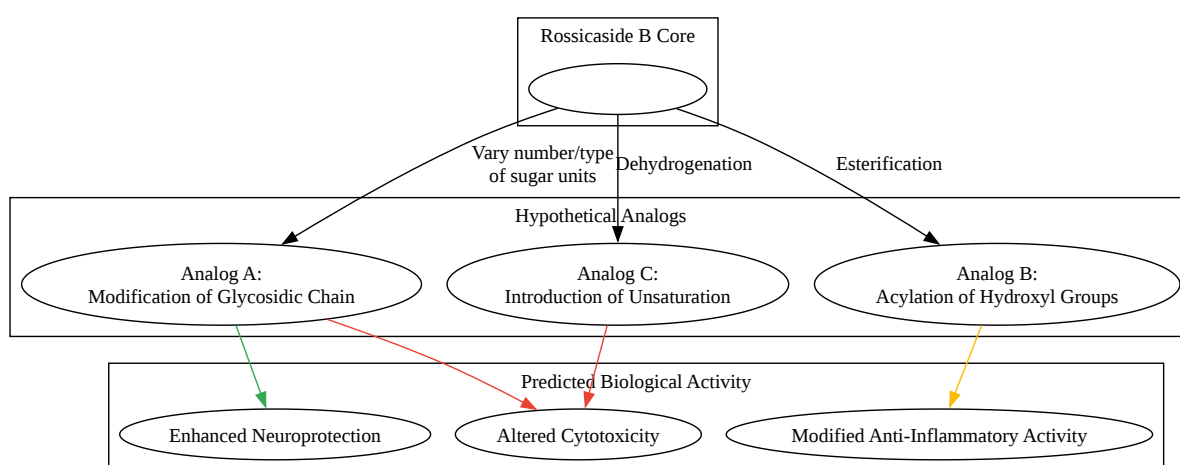 Rossicaside B Core
Vary number/type
of sugar units
Dehydrogenation
Esterification
Hypothetical Analogs
Analog A:
Modification of Glycosidic Chain
Analog C:
Introduction of Unsaturation
Analog B:
Acylation of Hydroxyl Groups
Predicted Biological Activity
Enhanced Neuroprotection
Altered Cytotoxicity
Modified Anti-Inflammatory Activity